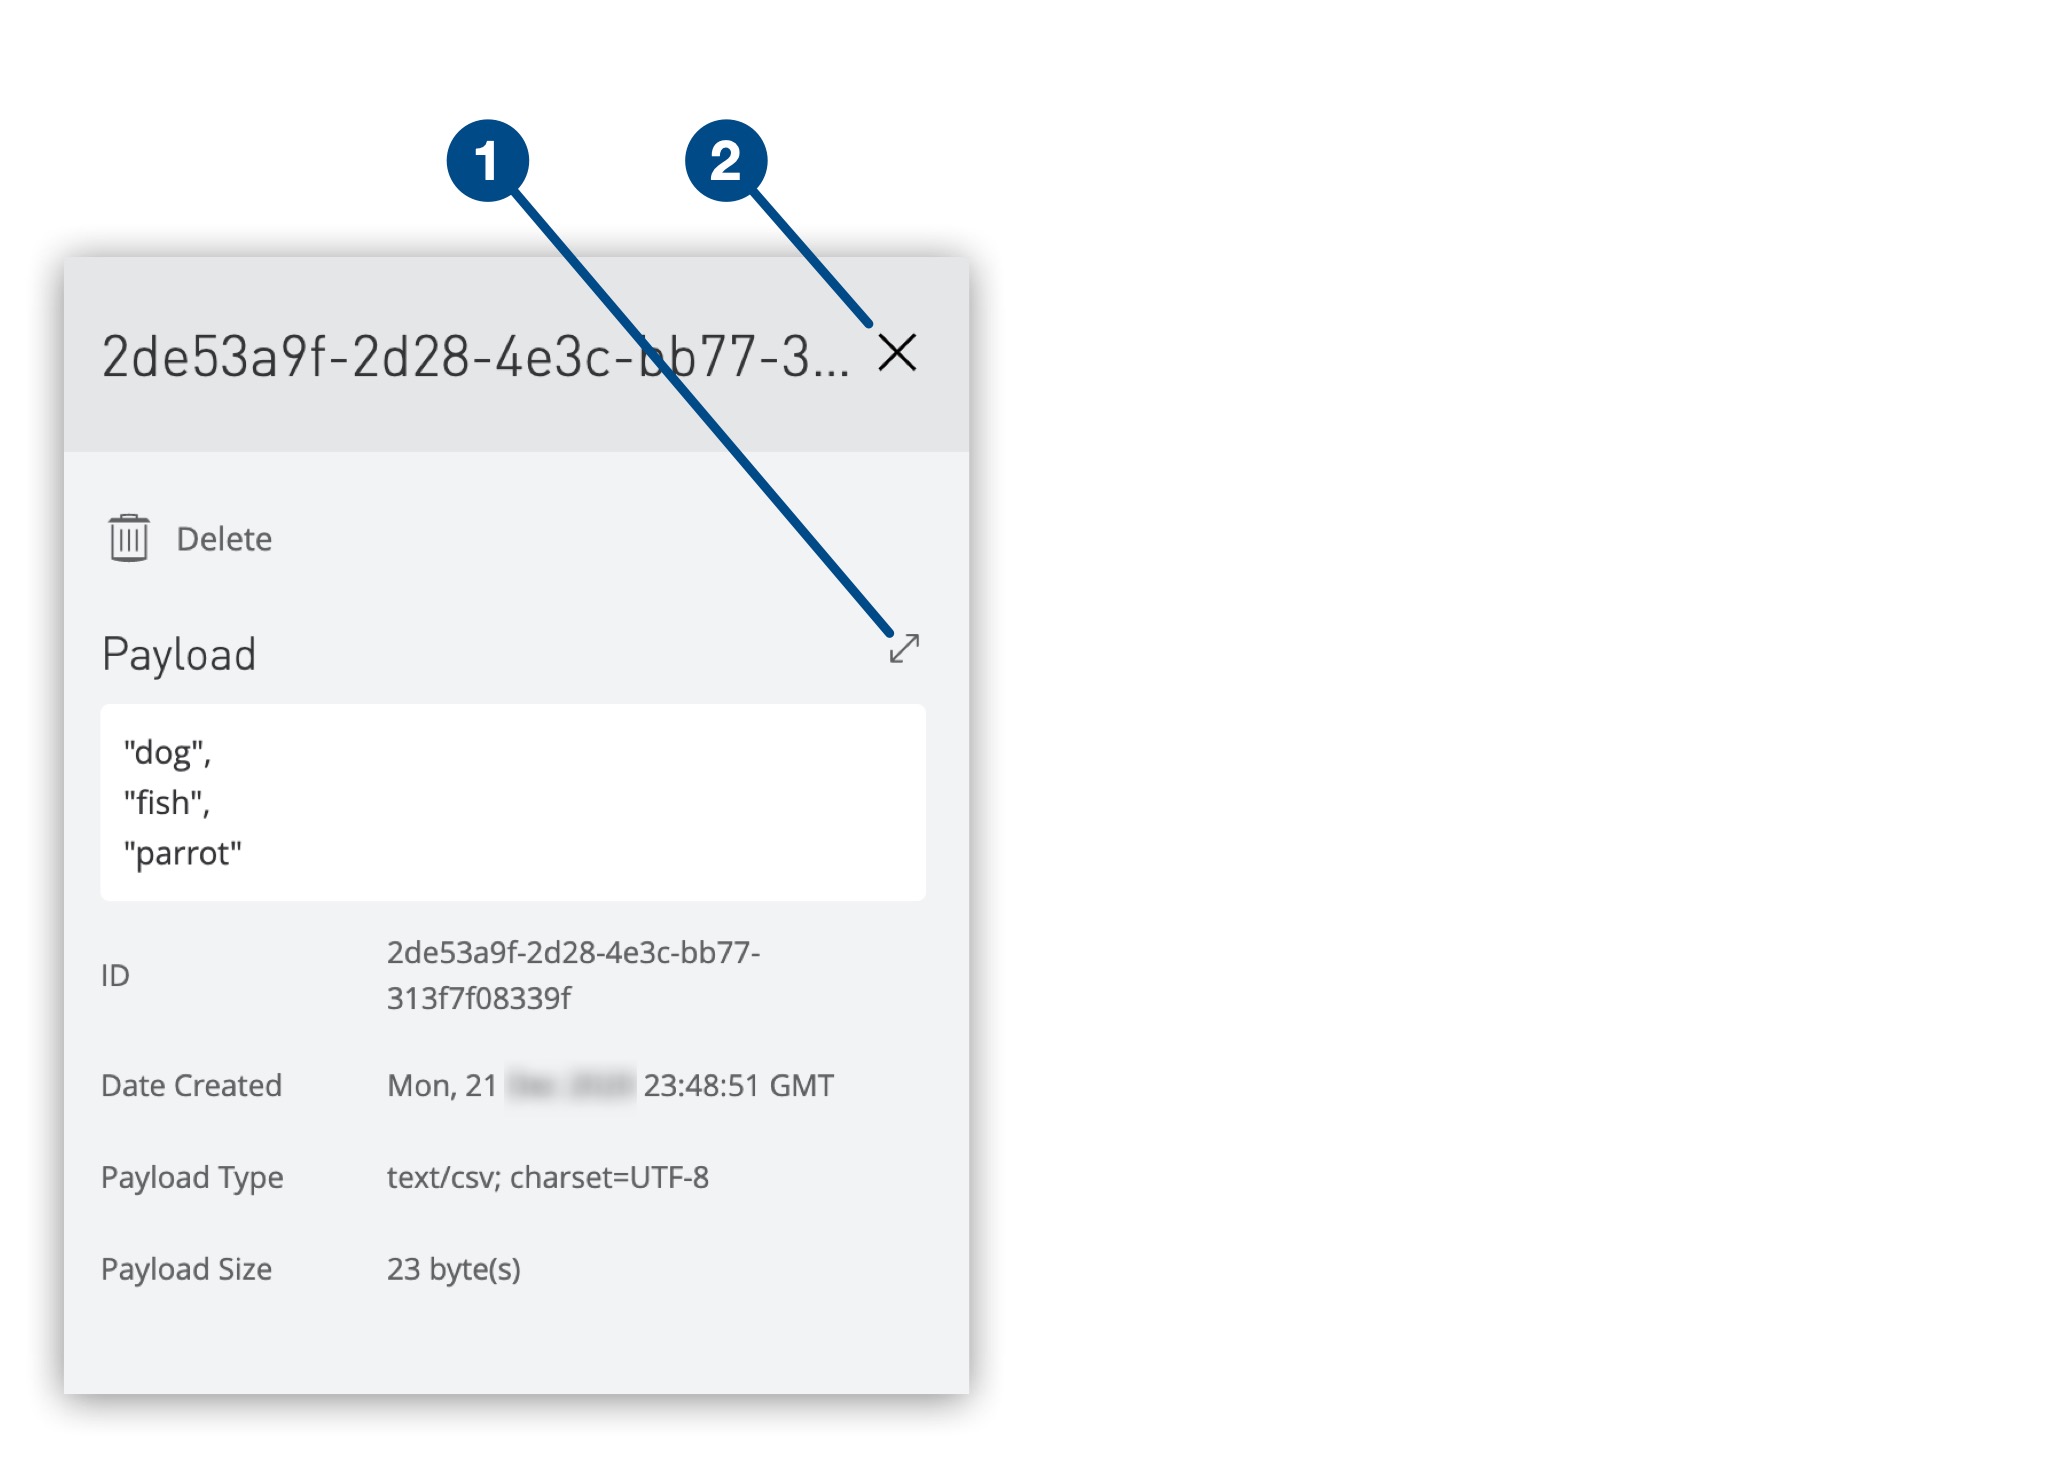 1
2
2de53a9f-2d28-4e3c-bb77-3...
Delete
Payload
"dog",
"fish",
"parrot"
ID
2de53a9f-2d28-4e3c-bb77-
313f7f08339f
Date Created
Mon, 21 23:48:51 GMT
Payload Type
text/csv; charset=UTF-8
Payload Size
23 byte(s)